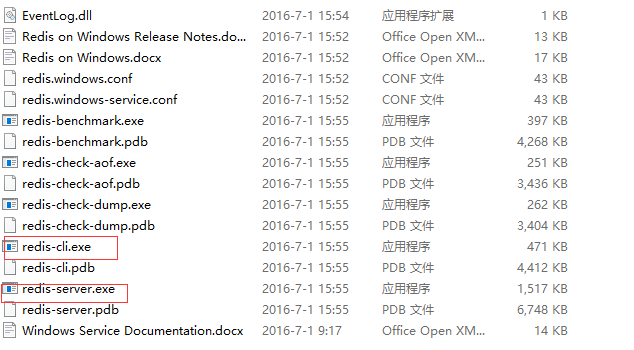 EventLog.dll 2016-7-1 15:54 应用程序扩展 1 KB
Redis on Windows Release Notes.do... 2016-7-1 15:52 Office Open XM... 13 KB
Redis on Windows.docx 2016-7-1 15:52 Office Open XM... 17 KB
redis.windows.conf 2016-7-1 15:52 CONF 文件 43 KB
redis.windows-service.conf 2016-7-1 15:52 CONF 文件 43 KB
redis-benchmark.exe 2016-7-1 15:55 应用程序 397 KB
redis-benchmark.pdb 2016-7-1 15:55 PDB 文件 4,268 KB
redis-check-aof.exe 2016-7-1 15:55 应用程序 251 KB
redis-check-aof.pdb 2016-7-1 15:55 PDB 文件 3,436 KB
redis-check-dump.exe 2016-7-1 15:55 应用程序 262 KB
redis-check-dump.pdb 2016-7-1 15:55 PDB 文件 3,404 KB
redis-cli.exe 2016-7-1 15:55 应用程序 471 KB
redis-cli.pdb 2016-7-1 15:55 PDB 文件 4,412 KB
redis-server.exe 2016-7-1 15:55 应用程序 1,517 KB
redis-server.pdb 2016-7-1 15:55 PDB 文件 6,748 KB
Windows Service Documentation.docx 2016-7-1 9:17 Office Open XM... 14 KB